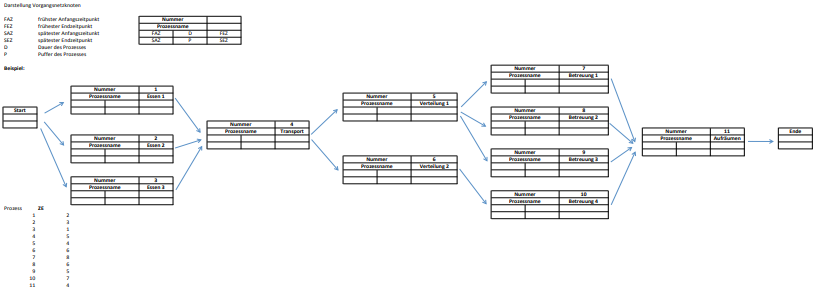 Darstellung Vorgangsnetzknoten
FAZ frühster Anfangszeitpunkt
FEZ frühester Endzeitpunkt
SAZ spätester Anfangszeitpunkt
SEZ spätester Endzeitpunkt
D Dauer des Prozesses
P Puffer des Prozesses
Nummer
Prozessname
FAZ D FEZ
SAZ P SEZ
Beispiel:
Start
Nummer 1
Prozessname Essen 1
Nummer 2
Prozessname Essen 2
Nummer 3
Prozessname Essen 3
Nummer 4
Prozessname Transport
Nummer 5
Prozessname Verteilung 1
Nummer 6
Prozessname Verteilung 2
Nummer 7
Prozessname Betreuung 1
Nummer 8
Prozessname Betreuung 2
Nummer 9
Prozessname Betreuung 3
Nummer 10
Prozessname Betreuung 4
Nummer 11
Prozessname Aufräumen
Ende
Prozess ZE
1 2
2 3
3 1
4 5
5 4
6 6
7 8
8 6
9 5
10 7
11 4